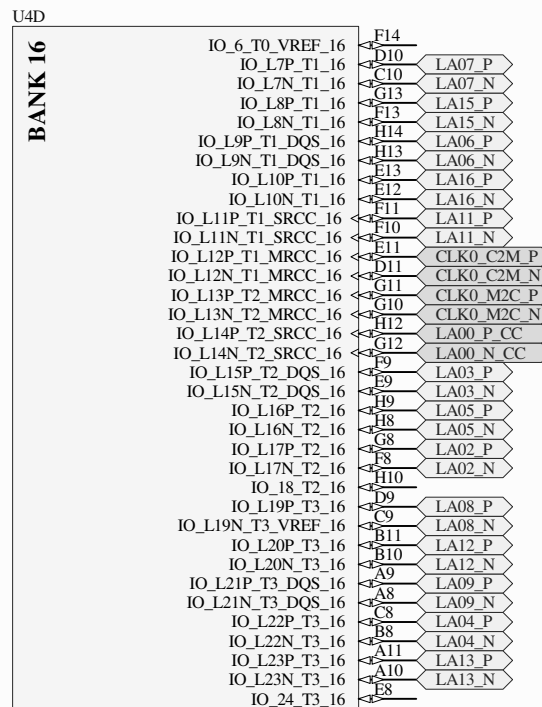 U4D
BANK 16
IO_6_T0_VREF_16 F14
IO_L7P_T1_16 D10 LA07_P
IO_L7N_T1_16 C10 LA07_N
IO_L8P_T1_16 G13 LA15_P
IO_L8N_T1_16 F13 LA15_N
IO_L9P_T1_DQS_16 H14 LA06_P
IO_L9N_T1_DQS_16 H13 LA06_N
IO_L10P_T1_16 E13 LA16_P
IO_L10N_T1_16 E12 LA16_N
IO_L11P_T1_SRCC_16 F11 LA11_P
IO_L11N_T1_SRCC_16 F10 LA11_N
IO_L12P_T1_MRCC_16 E11 CLK0_C2M_P
IO_L12N_T1_MRCC_16 D11 CLK0_C2M_N
IO_L13P_T2_MRCC_16 G11 CLK0_M2C_P
IO_L13N_T2_MRCC_16 G10 CLK0_M2C_N
IO_L14P_T2_SRCC_16 H12 LA00_P_CC
IO_L14N_T2_SRCC_16 G12 LA00_N_CC
IO_L15P_T2_DQS_16 F9 LA03_P
IO_L15N_T2_DQS_16 E9 LA03_N
IO_L16P_T2_16 H9 LA05_P
IO_L16N_T2_16 H8 LA05_N
IO_L17P_T2_16 G8 LA02_P
IO_L17N_T2_16 F8 LA02_N
IO_18_T2_16 H10
IO_L19P_T3_16 D9 LA08_P
IO_L19N_T3_VREF_16 C9 LA08_N
IO_L20P_T3_16 B11 LA12_P
IO_L20N_T3_16 B10 LA12_N
IO_L21P_T3_DQS_16 A9 LA09_P
IO_L21N_T3_DQS_16 A8 LA09_N
IO_L22P_T3_16 C8 LA04_P
IO_L22N_T3_16 B8 LA04_N
IO_L23P_T3_16 A11 LA13_P
IO_L23N_T3_16 A10 LA13_N
IO_24_T3_16 E8